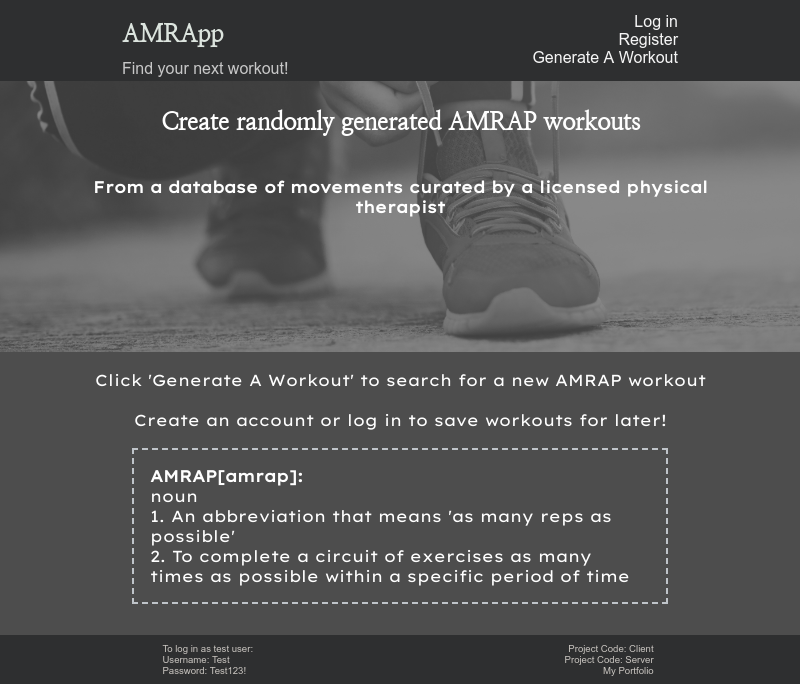 AMRApp
Find your next workout!
Log in
Register
Generate A Workout
Create randomly generated AMRAP workouts
From a database of movements curated by a licensed physical
therapist
Click 'Generate A Workout' to search for a new AMRAP workout
Create an account or log in to save workouts for later!
AMRAP[amrap]:
noun
1. An abbreviation that means 'as many reps as
possible'
2. To complete a circuit of exercises as many
times as possible within a specific period of time
To log in as test user:
Username: Test
Password: Test123!
Project Code: Client
Project Code: Server
My Portfolio